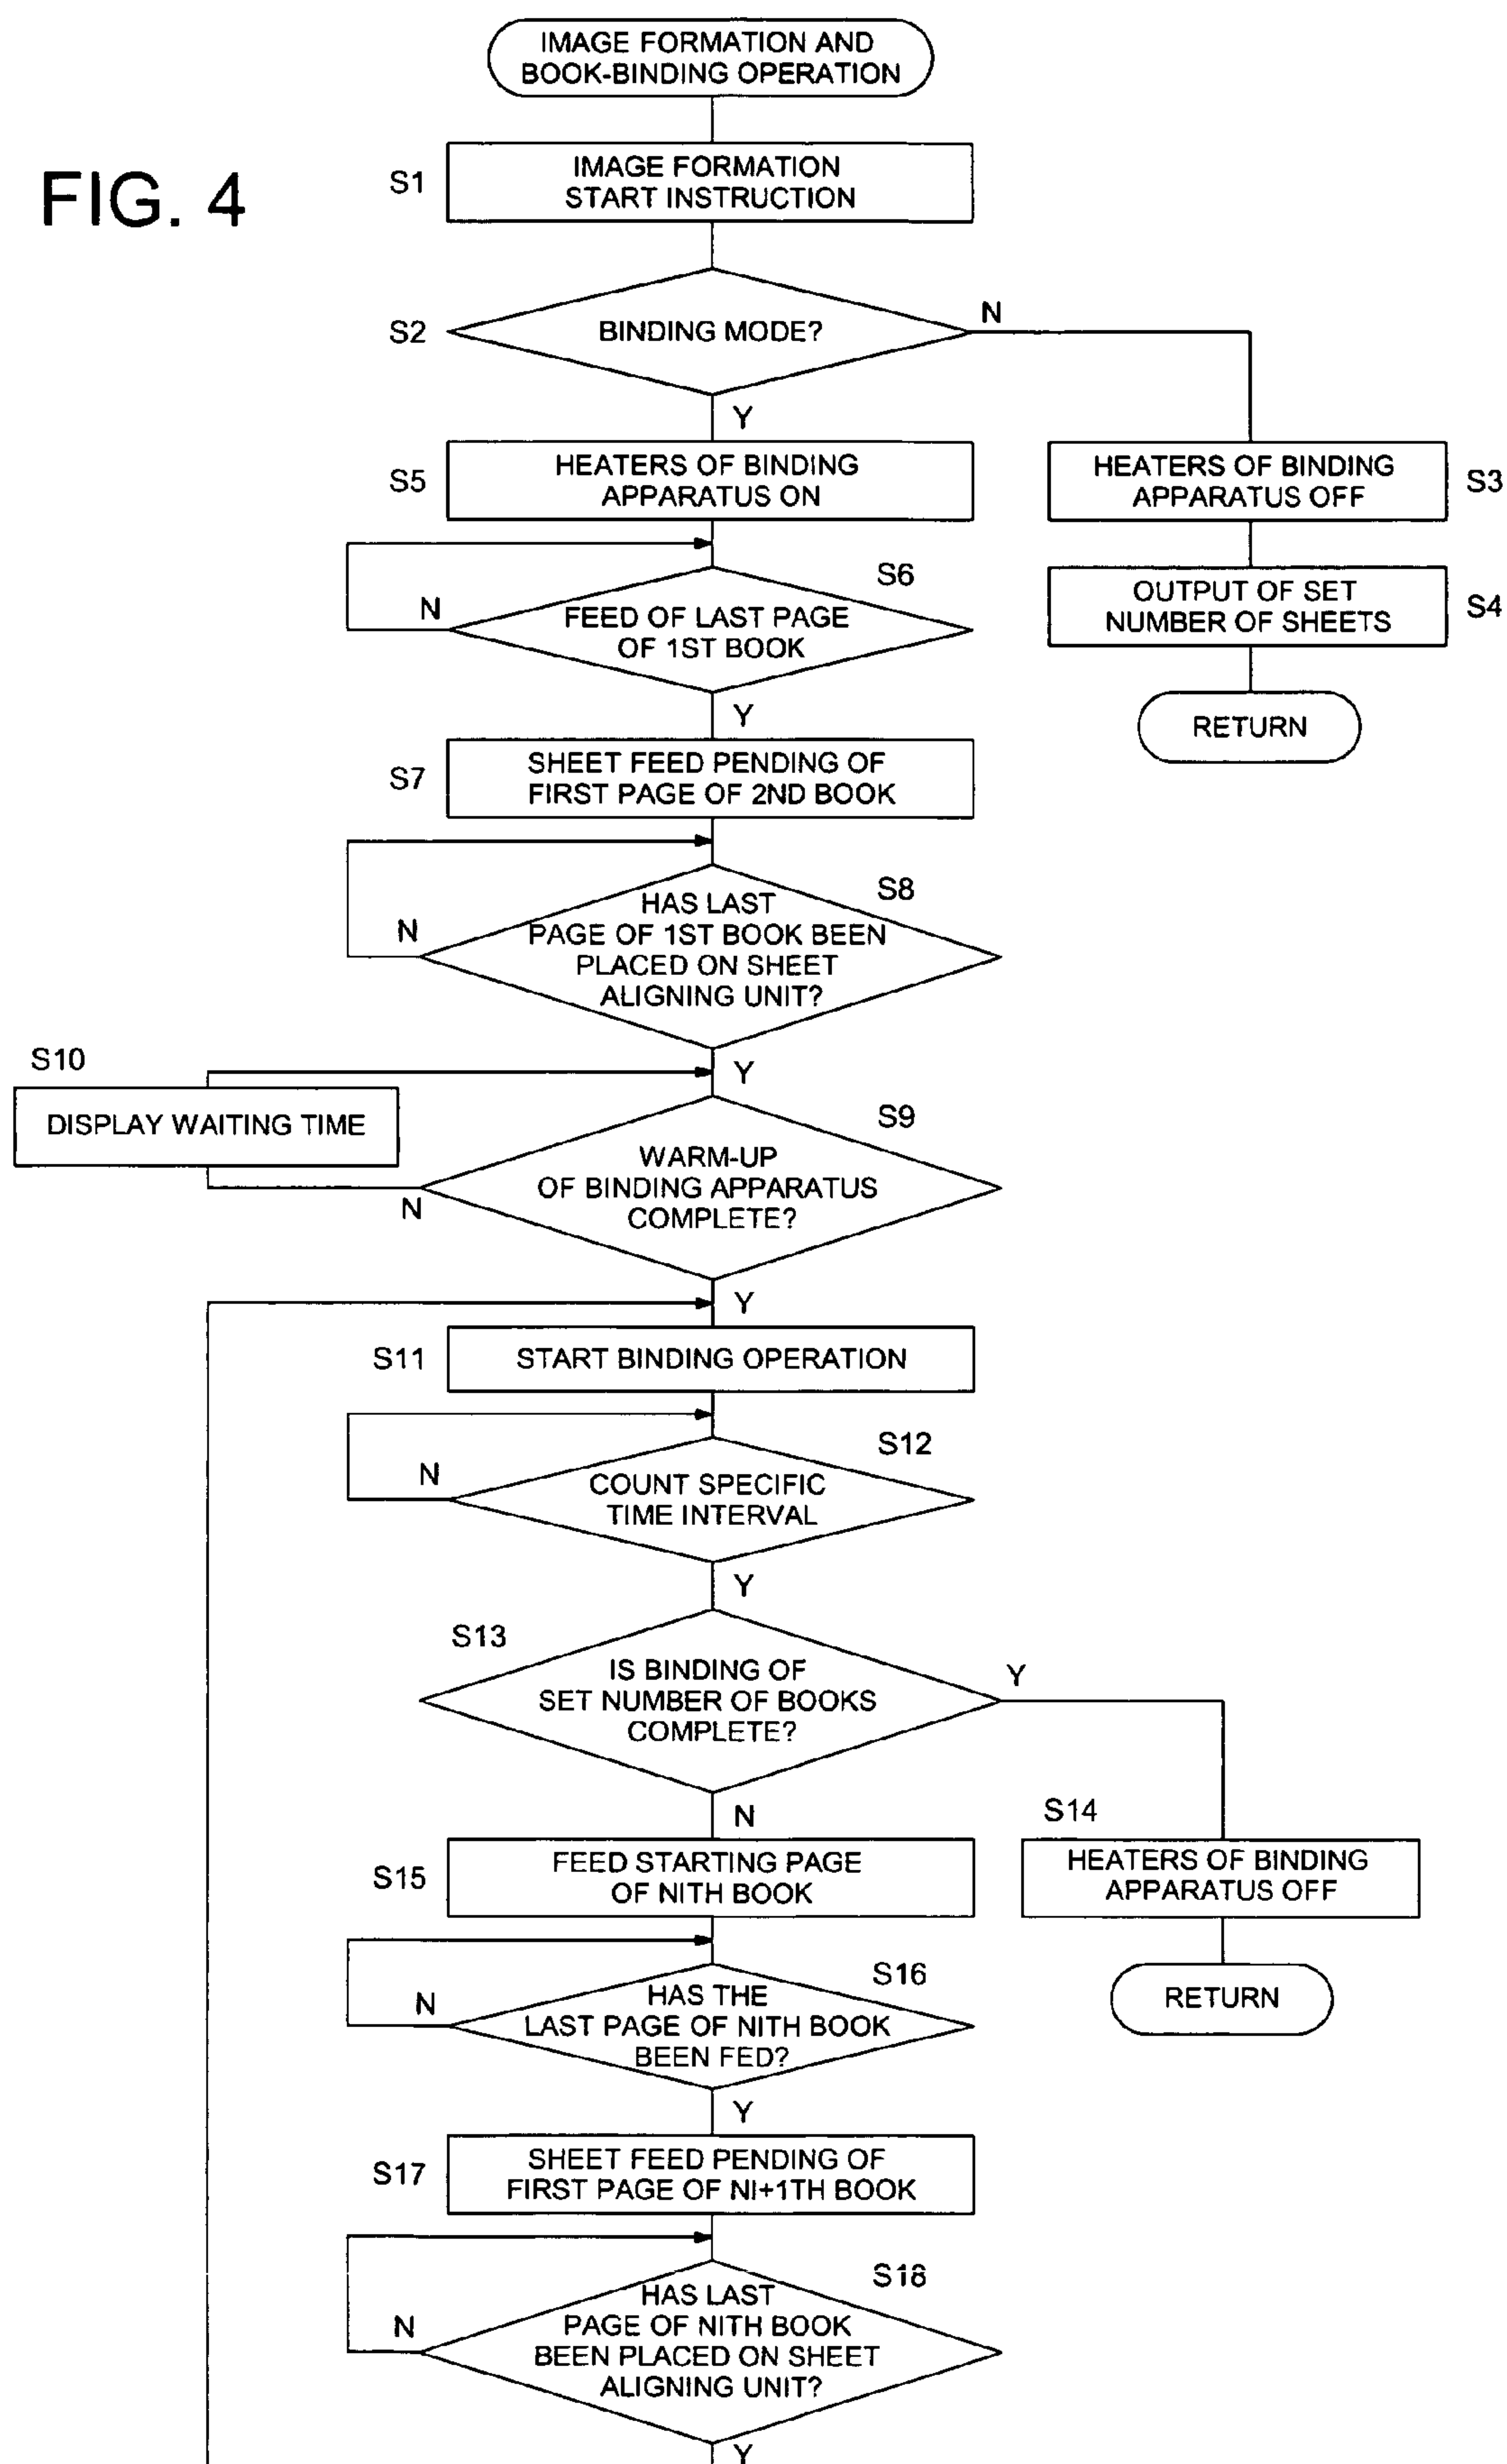 IMAGE FORMATION AND
BOOK-BINDING OPERATION
FIG. 4
S1
IMAGE FORMATION
START INSTRUCTION
S2
BINDING MODE?
N
Y
S5
HEATERS OF BINDING
APPARATUS ON
HEATERS OF BINDING
APPARATUS OFF
S3
S6
N
FEED OF LAST PAGE
OF 1ST BOOK
OUTPUT OF SET
NUMBER OF SHEETS
S4
Y
RETURN
S7
SHEET FEED PENDING OF
FIRST PAGE OF 2ND BOOK
S8
N
HAS LAST
PAGE OF 1ST BOOK BEEN
PLACED ON SHEET
ALIGNING UNIT?
Y
S10
DISPLAY WAITING TIME
S9
WARM-UP
OF BINDING APPARATUS
COMPLETE?
N
Y
S11
START BINDING OPERATION
S12
N
COUNT SPECIFIC
TIME INTERVAL
Y
S13
IS BINDING OF
SET NUMBER OF BOOKS
COMPLETE?
Y
N
S14
HEATERS OF BINDING
APPARATUS OFF
S15
FEED STARTING PAGE
OF NITH BOOK
RETURN
S16
N
HAS THE
LAST PAGE OF NITH BOOK
BEEN FED?
Y
S17
SHEET FEED PENDING OF
FIRST PAGE OF NI+1TH BOOK
S18
N
HAS LAST
PAGE OF NITH BOOK
BEEN PLACED ON SHEET
ALIGNING UNIT?
Y